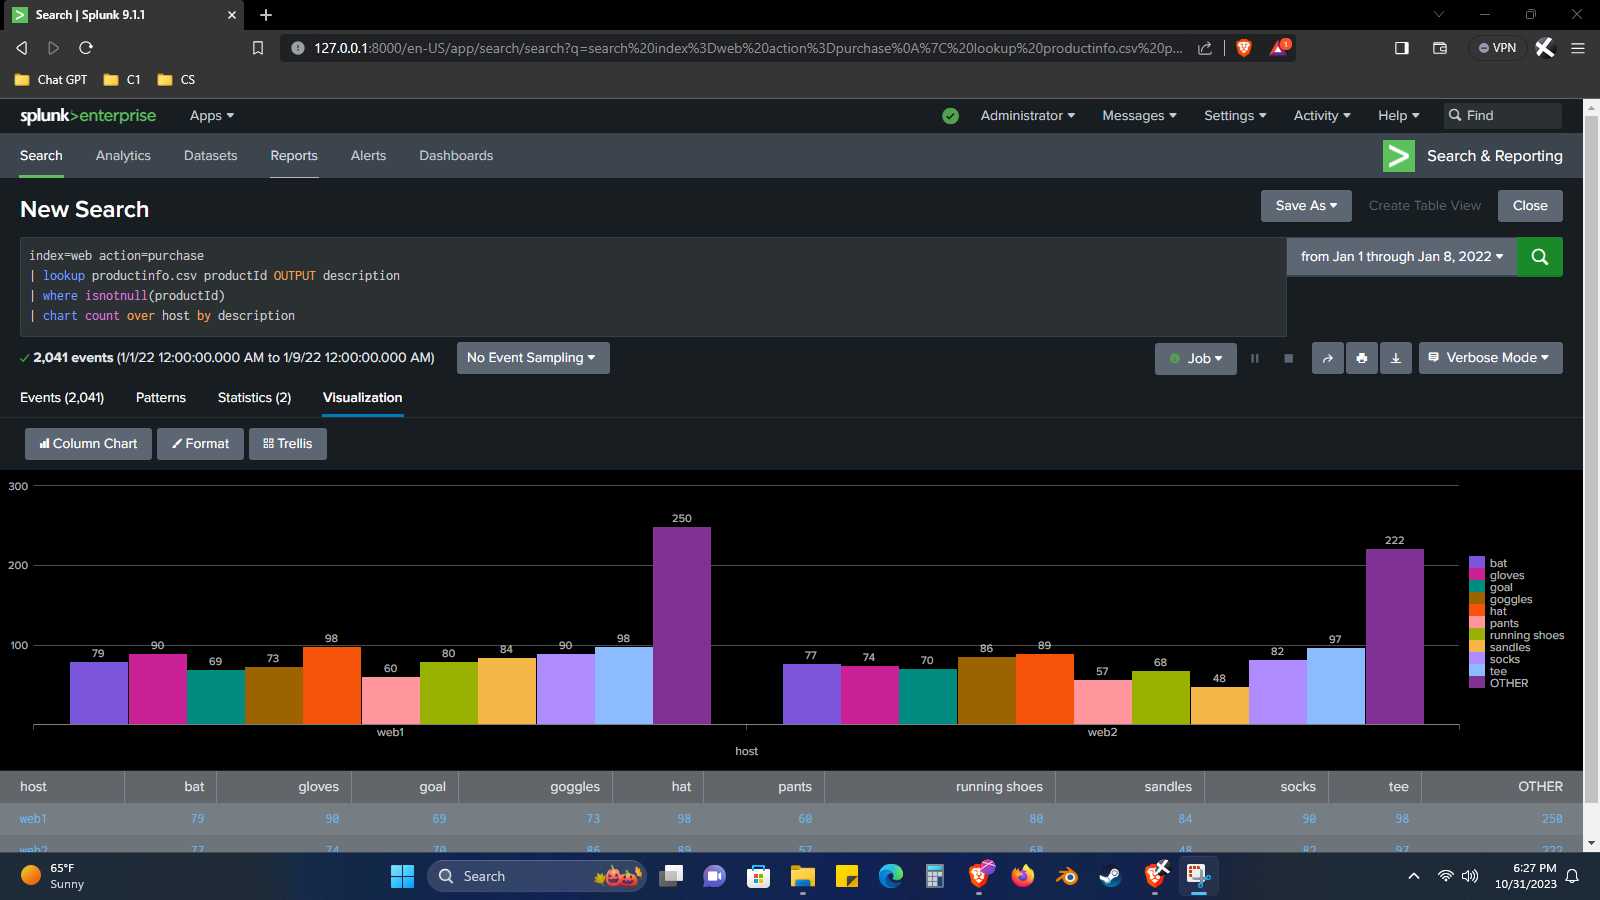 Search | Splunk 9.1.1
127.0.0.1:8000/en-US/app/search/search?q=search%20index%3Dweb%20action%3Dpurchase%0A%7C%20lookup%20productinfo.csv%20p...
1
VPN
Chat GPT C1 CS
splunk>enterprise Apps Administrator Messages Settings Activity Help Find
Search Analytics Datasets Reports Alerts Dashboards Search & Reporting
New Search Save As Create Table View Close
index=web action=purchase
| lookup productinfo.csv productId OUTPUT description
| where isnotnull(productId)
| chart count over host by description
from Jan 1 through Jan 8, 2022
2,041 events (1/1/22 12:00:00.000 AM to 1/9/22 12:00:00.000 AM) No Event Sampling Job Verbose Mode
Events (2,041) Patterns Statistics (2) Visualization
Column Chart Format Trellis
300
200
100
79 90 69 73 98 60 80 84 90 98 250
77 74 70 86 89 57 68 48 82 97 222
web1 web2
host
bat
gloves
goal
goggles
hat
pants
running shoes
sandles
socks
tee
OTHER
host bat gloves goal goggles hat pants running shoes sandles socks tee OTHER
web1 79 90 69 73 98 60 80 84 90 98 250
web2 77 74 70 86 89 57 68 48 82 97 222
65°F
Sunny
Search
6:27 PM
10/31/2023